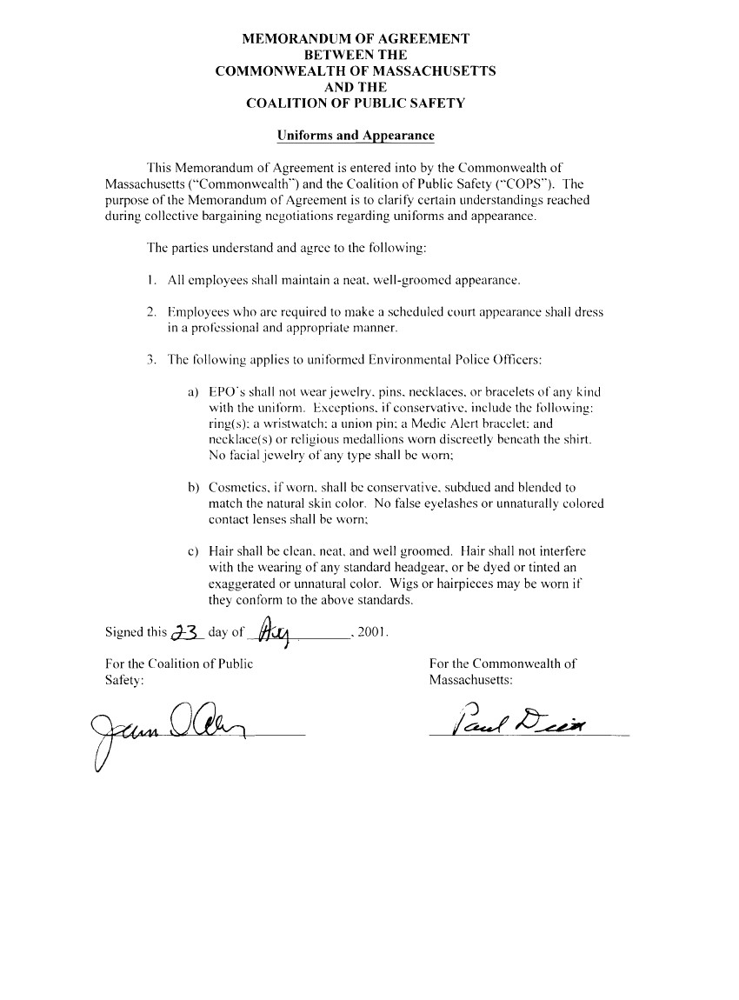 MEMORANDUM OF AGREEMENT
BETWEEN THE
COMMONWEALTH OF MASSACHUSETTS
AND THE
COALITION OF PUBLIC SAFETY
Uniforms and Appearance
This Memorandum of Agreement is entered into by the Commonwealth of
Massachusetts ("Commonwealth") and the Coalition of Public Safety ("COPS"). The
purpose of the Memorandum of Agreement is to clarify certain understandings reached
during collective bargaining negotiations regarding uniforms and appearance.
The parties understand and agree to the following:
1. All employees shall maintain a neat, well-groomed appearance.
2. Employees who are required to make a scheduled court appearance shall dress
in a professional and appropriate manner.
3. The following applies to uniformed Environmental Police Officers:
a) EPO's shall not wear jewelry, pins, necklaces, or bracelets of any kind
with the uniform. Exceptions, if conservative, include the following:
ring(s); a wristwatch; a union pin; a Medic Alert bracelet; and
necklace(s) or religious medallions worn discreetly beneath the shirt.
No facial jewelry of any type shall be worn;
b) Cosmetics, if worn, shall be conservative, subdued and blended to
match the natural skin color. No false eyelashes or unnaturally colored
contact lenses shall be worn;
c) Hair shall be clean, neat, and well groomed. Hair shall not interfere
with the wearing of any standard headgear, or be dyed or tinted an
exaggerated or unnatural color. Wigs or hairpieces may be worn if
they conform to the above standards.
Signed this 23 day of Aug, 2001.
For the Coalition of Public
Safety:
For the Commonwealth of
Massachusetts:
Paul